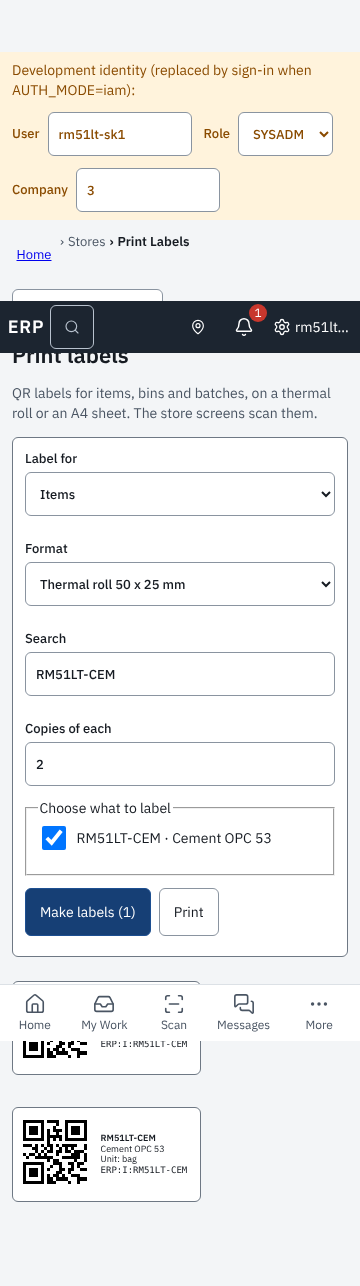 Development identity (replaced by sign-in when
AUTH_MODE=iam):
User rm51lt-sk1 Role SYSADM
Company 3
Home › Stores › Print Labels
ERP 1 rm51lt...
Print labels
QR labels for items, bins and batches, on a thermal
roll or an A4 sheet. The store screens scan them.
Label for
Items
Format
Thermal roll 50 x 25 mm
Search
RM51LT-CEM
Copies of each
2
Choose what to label
RM51LT-CEM · Cement OPC 53
Make labels (1) Print
Home My Work Scan Messages More
ERP:I:RM51LT-CEM
RM51LT-CEM
Cement OPC 53
Unit: bag
ERP:I:RM51LT-CEM